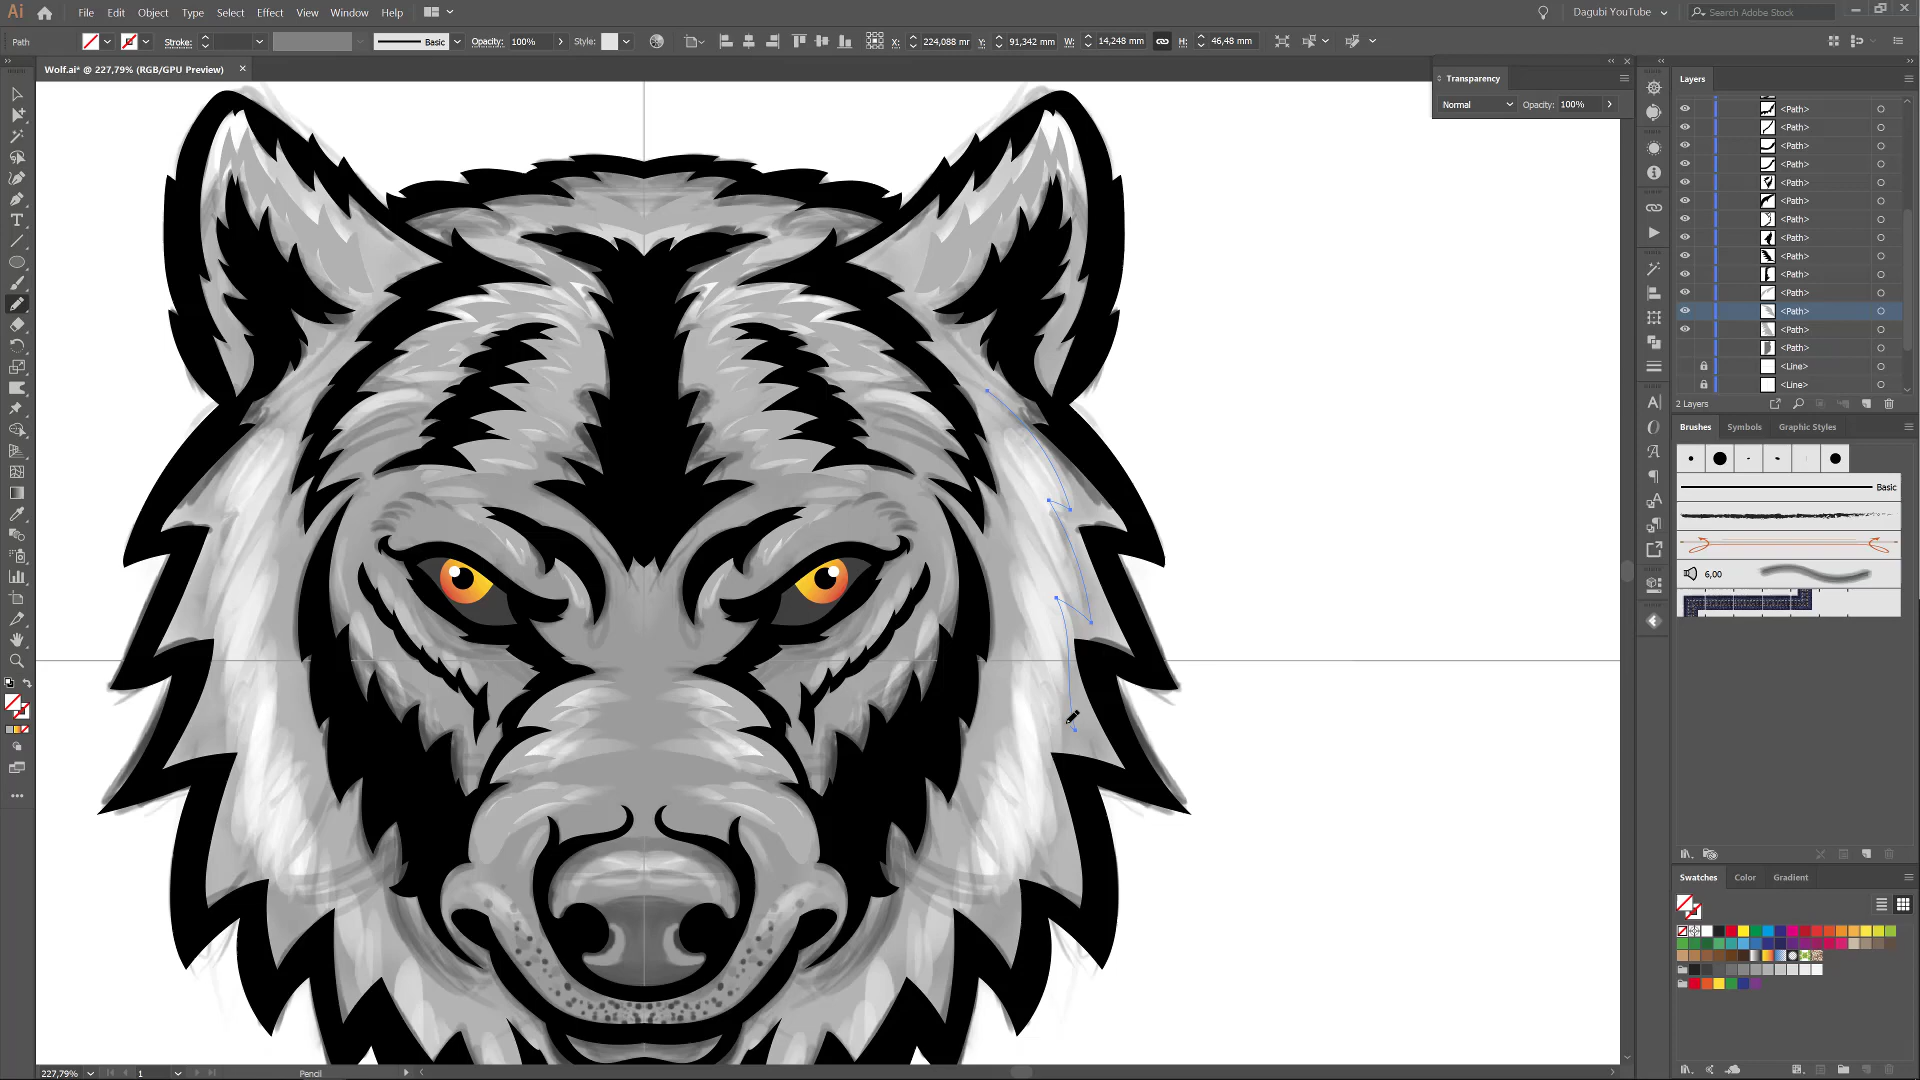 Ai File Edit Object Type Select Effect View Window Help Dagubi YouTube Search Adobe Stock
Path Stroke: Basic Opacity: 100% Style: X: 224,088 mr Y: 91,342 mm W: 14,248 mm H: 46,48 mm
Wolf.ai* @ 227,79% (RGB/GPU Preview)
Transparency
Normal Opacity: 100%
Layers
<Path>
<Path>
<Path>
<Path>
<Path>
<Path>
<Path>
<Path>
<Path>
<Path>
<Path>
<Path>
<Path>
<Path>
<Line>
<Line>
2 Layers
Brushes Symbols Graphic Styles
Basic
6,00
Swatches Color Gradient
227,79% 1 Pencil